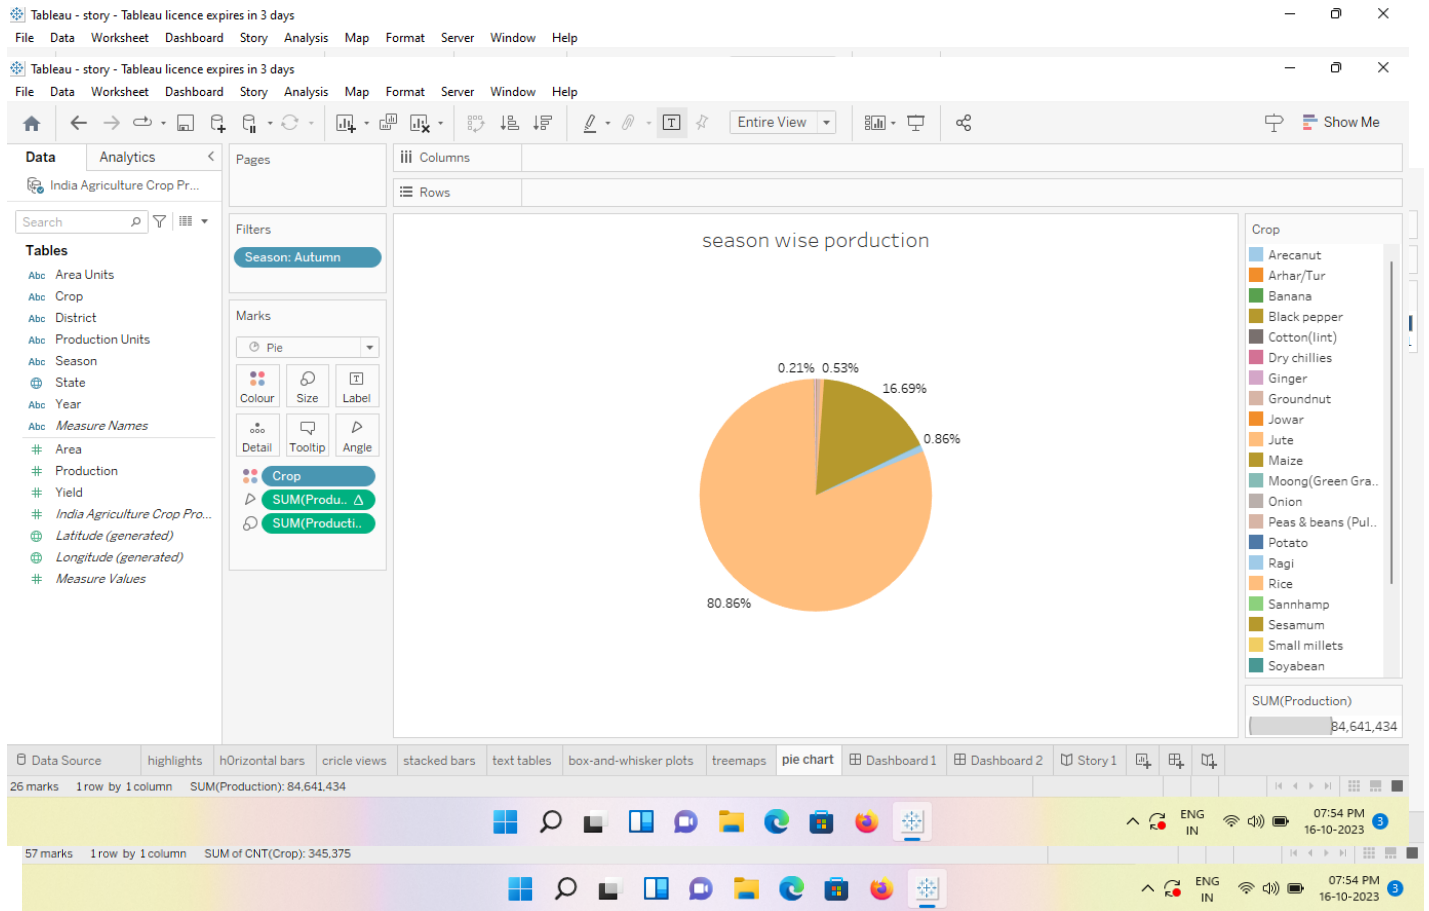 Tableau - story - Tableau licence expires in 3 days
File Data Worksheet Dashboard Story Analysis Map Format Server Window Help
Tableau - story - Tableau licence expires in 3 days
File Data Worksheet Dashboard Story Analysis Map Format Server Window Help
Entire View
Show Me
Data Analytics
India Agriculture Crop Pr...
Search
Tables
Abc Area Units
Abc Crop
Abc District
Abc Production Units
Abc Season
State
Abc Year
Abc Measure Names
# Area
# Production
# Yield
# India Agriculture Crop Pro...
Latitude (generated)
Longitude (generated)
# Measure Values
Pages
Filters
Season: Autumn
Marks
Pie
Colour Size Label
Detail Tooltip Angle
Crop
SUM(Produ.. Δ
SUM(Producti..
Columns
Rows
season wise porduction
0.21% 0.53%
16.69%
0.86%
80.86%
Crop
Arecanut
Arhar/Tur
Banana
Black pepper
Cotton(lint)
Dry chillies
Ginger
Groundnut
Jowar
Jute
Maize
Moong(Green Gra..
Onion
Peas & beans (Pul..
Potato
Ragi
Rice
Sannhamp
Sesamum
Small millets
Soyabean
SUM(Production)
84,641,434
Data Source highlights h0rizontal bars cricle views stacked bars text tables box-and-whisker plots treemaps pie chart Dashboard 1 Dashboard 2 Story 1
26 marks 1 row by 1 column SUM(Production): 84,641,434
ENG
IN
07:54 PM
16-10-2023
3
57 marks 1 row by 1 column SUM of CNT(Crop): 345,375
ENG
IN
07:54 PM
16-10-2023
3